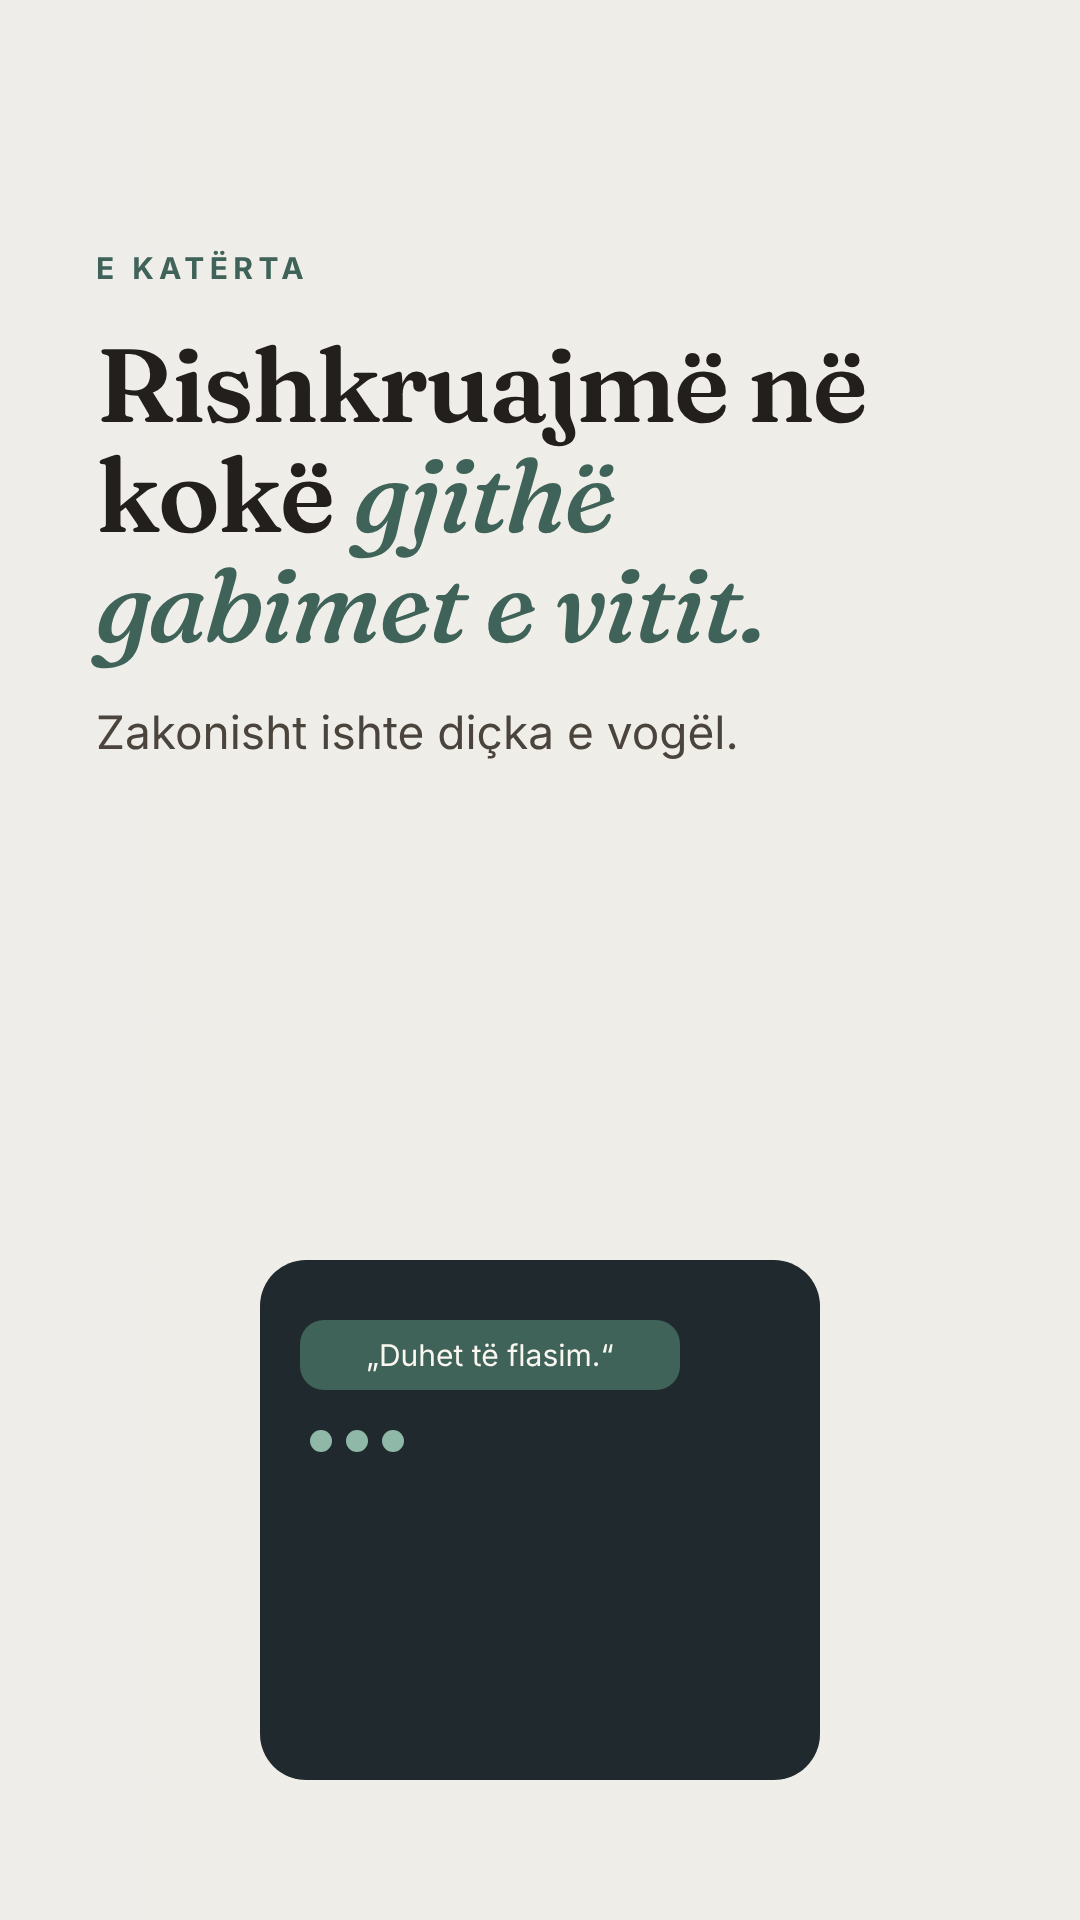 E KATËRTA
Rishkruajmë në
kokë gjithë
gabimet e vitit.
Zakonisht ishte diçka e vogël.
„Duhet të flasim.“